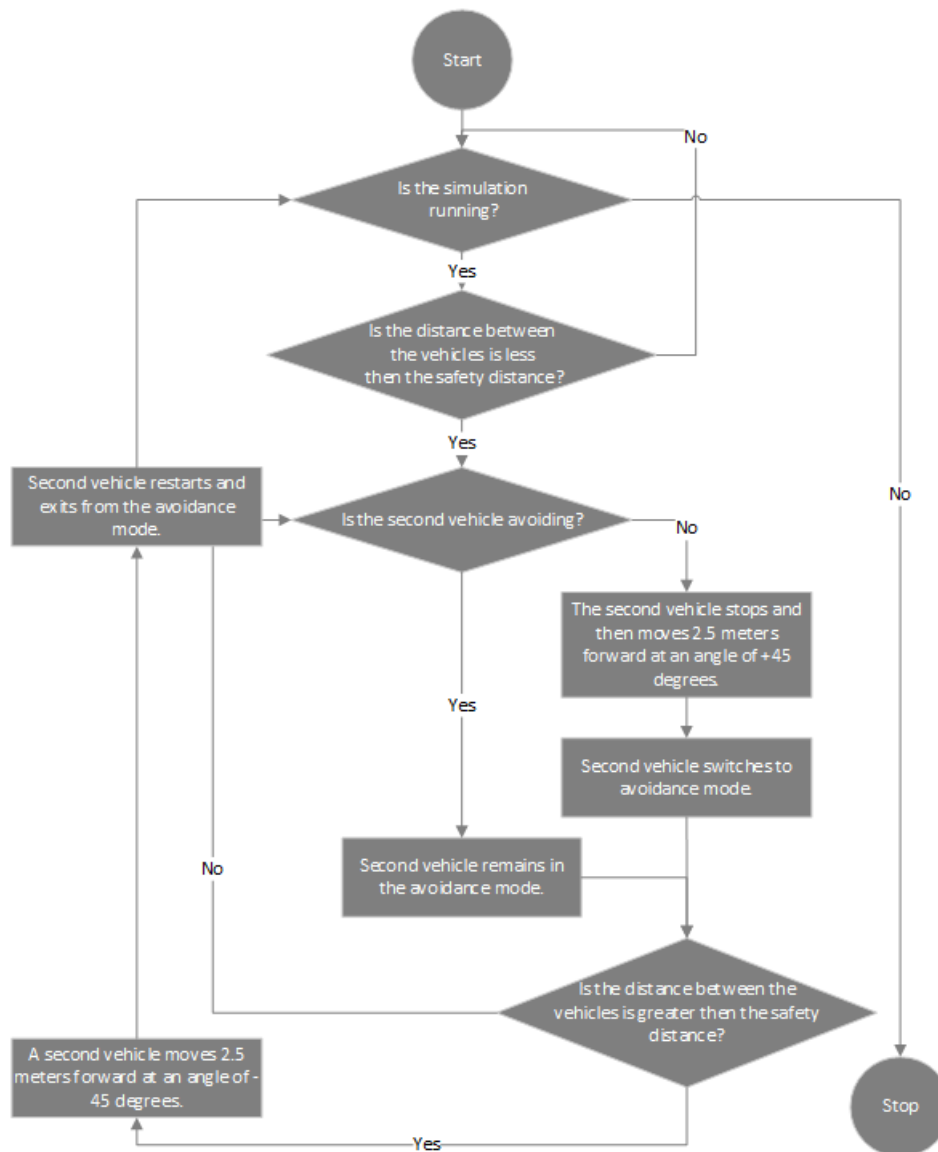 Start
No
Is the simulation
running?
Yes
Is the distance between
the vehicles is less
then the safety distance?
Yes
Second vehicle restarts and
exits from the avoidance
mode.
Is the second vehicle avoiding?
No
No
The second vehicle stops and
then moves 2.5 meters
forward at an angle of +45
degrees.
Yes
Second vehicle switches to
avoidance mode.
No
Second vehicle remains in
the avoidance mode.
Is the distance between the
vehicles is greater then the safety
distance?
A second vehicle moves 2.5
meters forward at an angle of -
45 degrees.
Stop
Yes